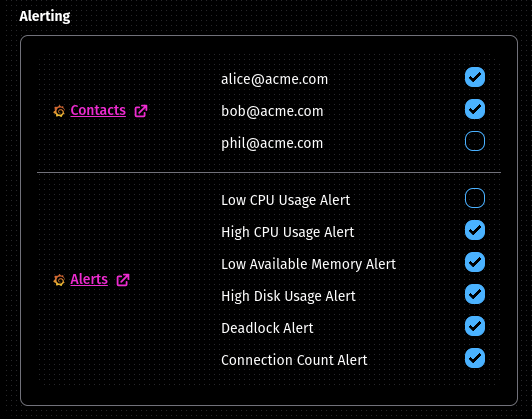 Alerting
alice@acme.com
Contacts
bob@acme.com
phil@acme.com
Low CPU Usage Alert
High CPU Usage Alert
Low Available Memory Alert
Alerts
High Disk Usage Alert
Deadlock Alert
Connection Count Alert